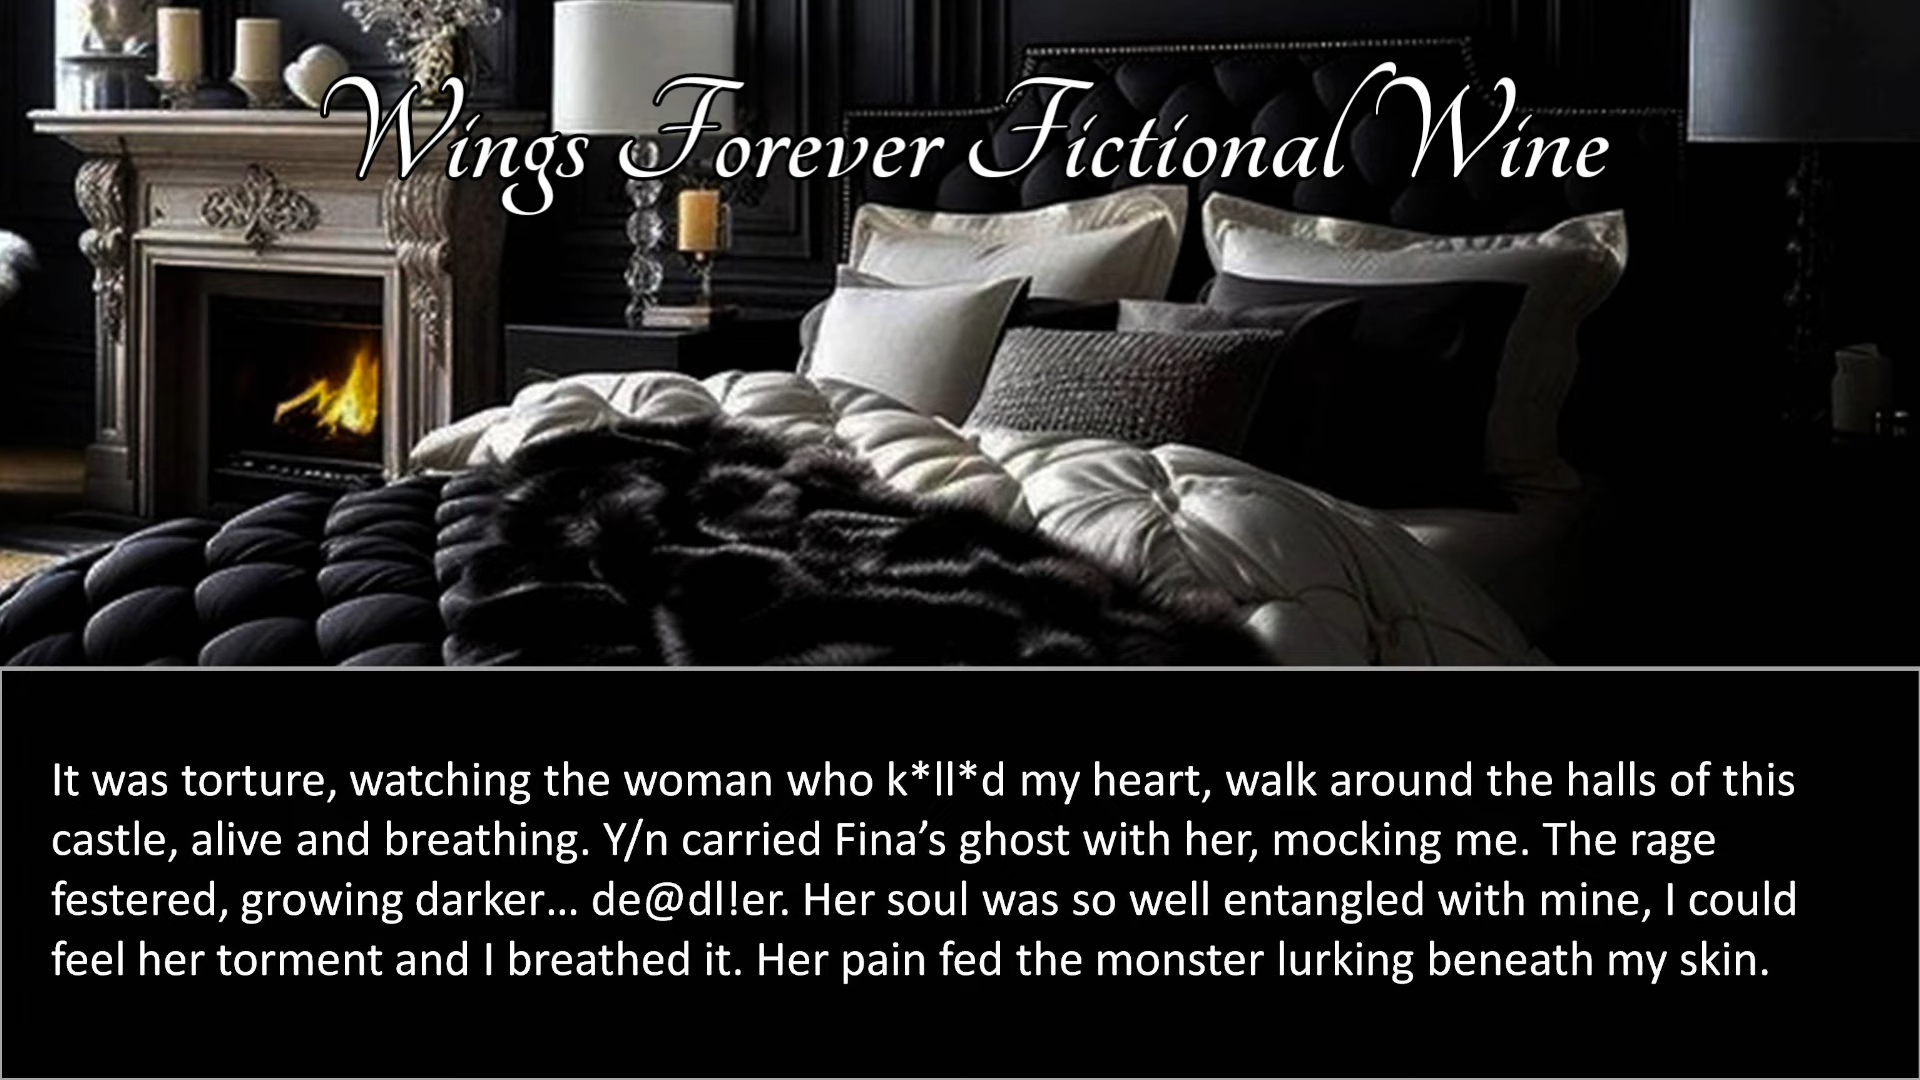 Wings Forever Fictional Wine
It was torture, watching the woman who k*ll*d my heart, walk around the halls of this
castle, alive and breathing. Y/n carried Fina’s ghost with her, mocking me. The rage
festered, growing darker… de@dl!er. Her soul was so well entangled with mine, I could
feel her torment and I breathed it. Her pain fed the monster lurking beneath my skin.